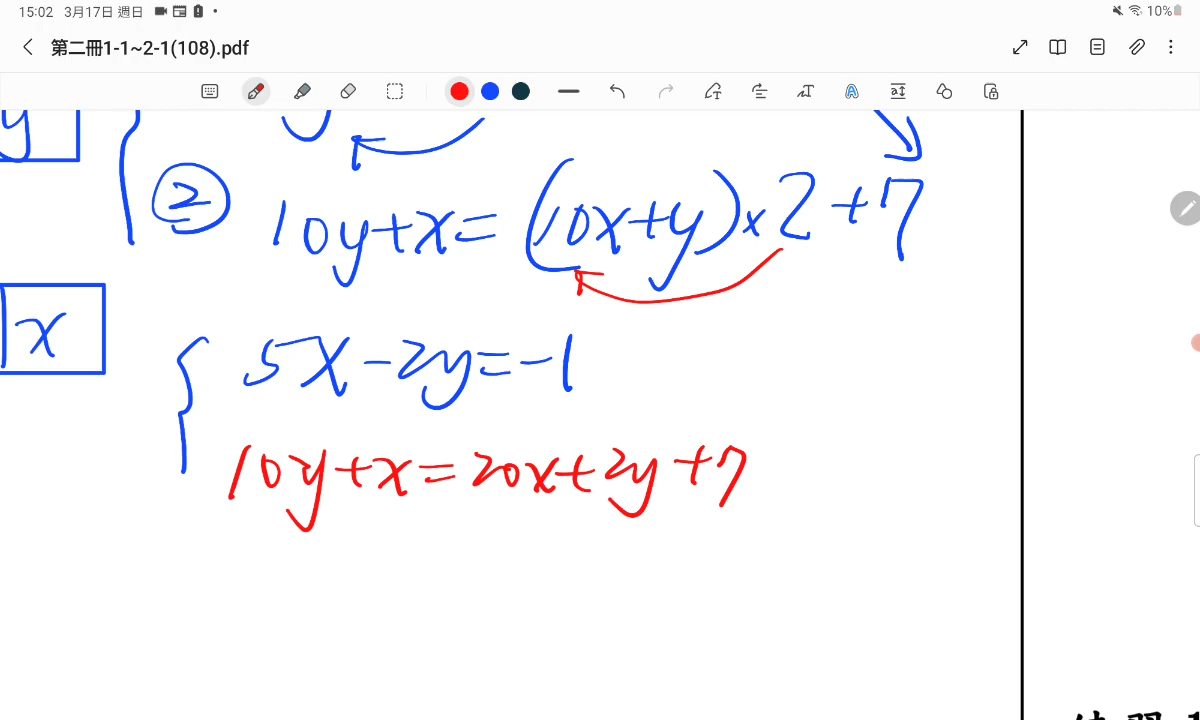 15:02 3月17日 週日 10%
第二冊1-1~2-1(108).pdf
y
② 10y+x=(10x+y)×2+7
x
5x-2y=-1
10y+x=20x+2y+7